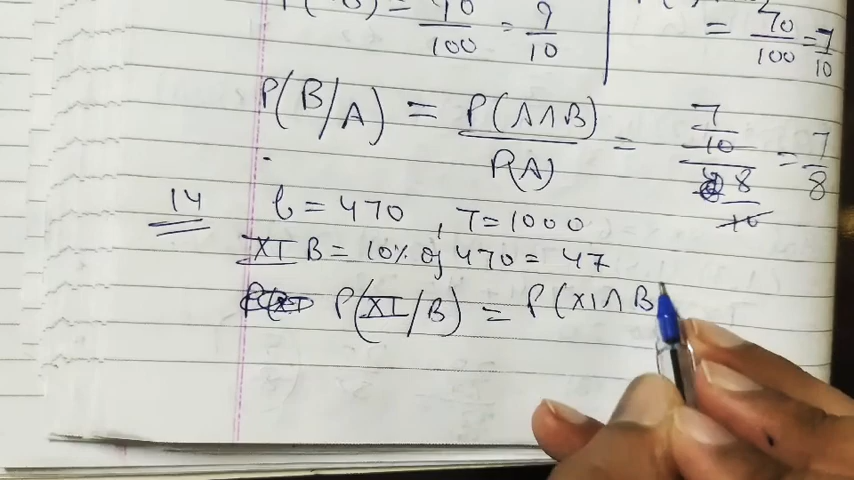 = 90/100 = 9/10
= 70/100 = 7/10
P(B/A) = P(A∩B)/P(A) = 7/10 / 8/10 = 7/8
14 b = 470, T = 1000
XI B = 10% of 470 = 47
P(XI/B) = P(XI∩B